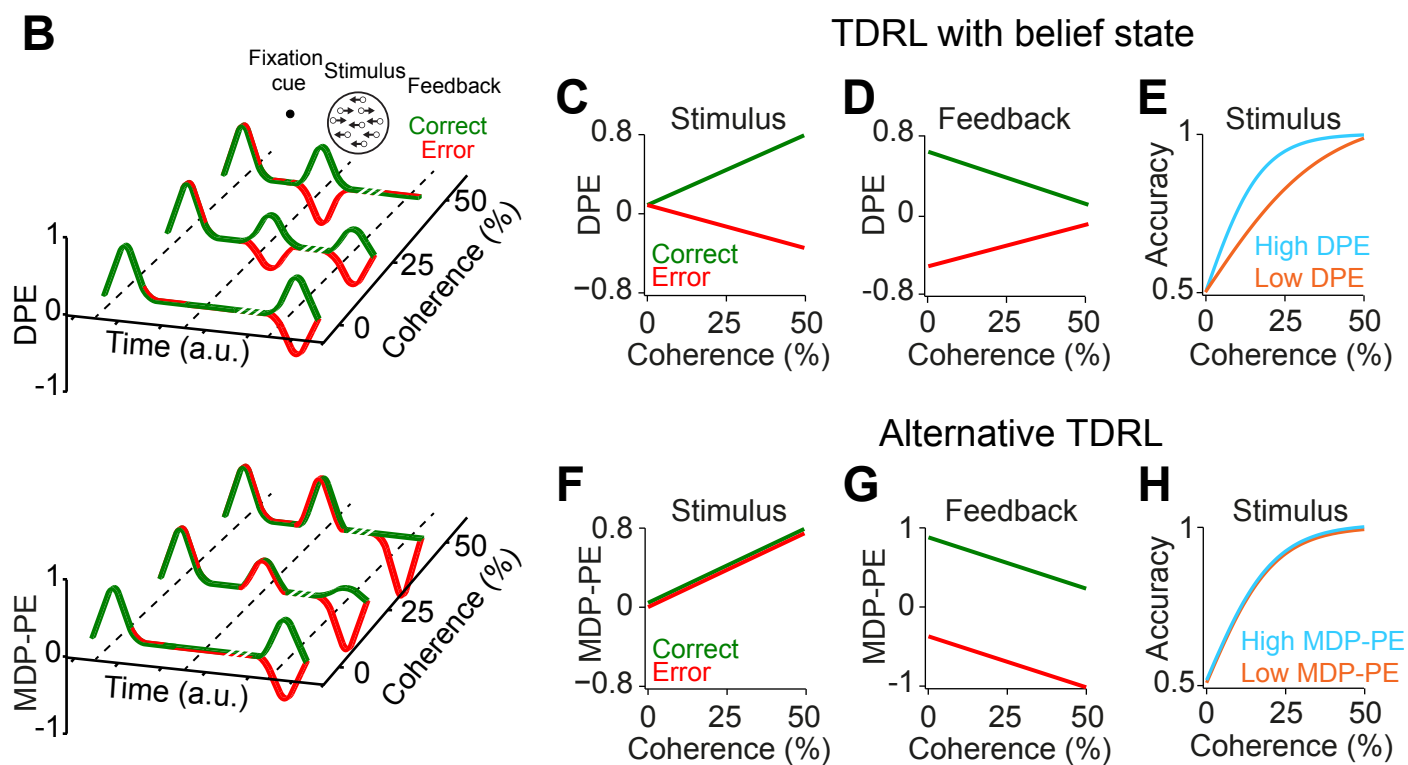 B
Fixation
cue
Stimulus
Feedback
Correct
Error
1
0
-1
DPE
Time (a.u.)
0
25
50
Coherence (%)
TDRL with belief state
C
Stimulus
0.8
0
−0.8
DPE
Correct
Error
0 25 50
Coherence (%)
D
Feedback
0.8
0
-0.8
DPE
0 25 50
Coherence (%)
E
Stimulus
1
0.5
Accuracy
High DPE
Low DPE
0 25 50
Coherence (%)
1
0
-1
MDP-PE
Time (a.u.)
0
25
50
Coherence (%)
Alternative TDRL
F
Stimulus
0.8
0
−0.8
MDP-PE
Correct
Error
0 25 50
Coherence (%)
G
Feedback
1
0
-1
MDP-PE
0 25 50
Coherence (%)
H
Stimulus
1
0.5
Accuracy
High MDP-PE
Low MDP-PE
0 25 50
Coherence (%)